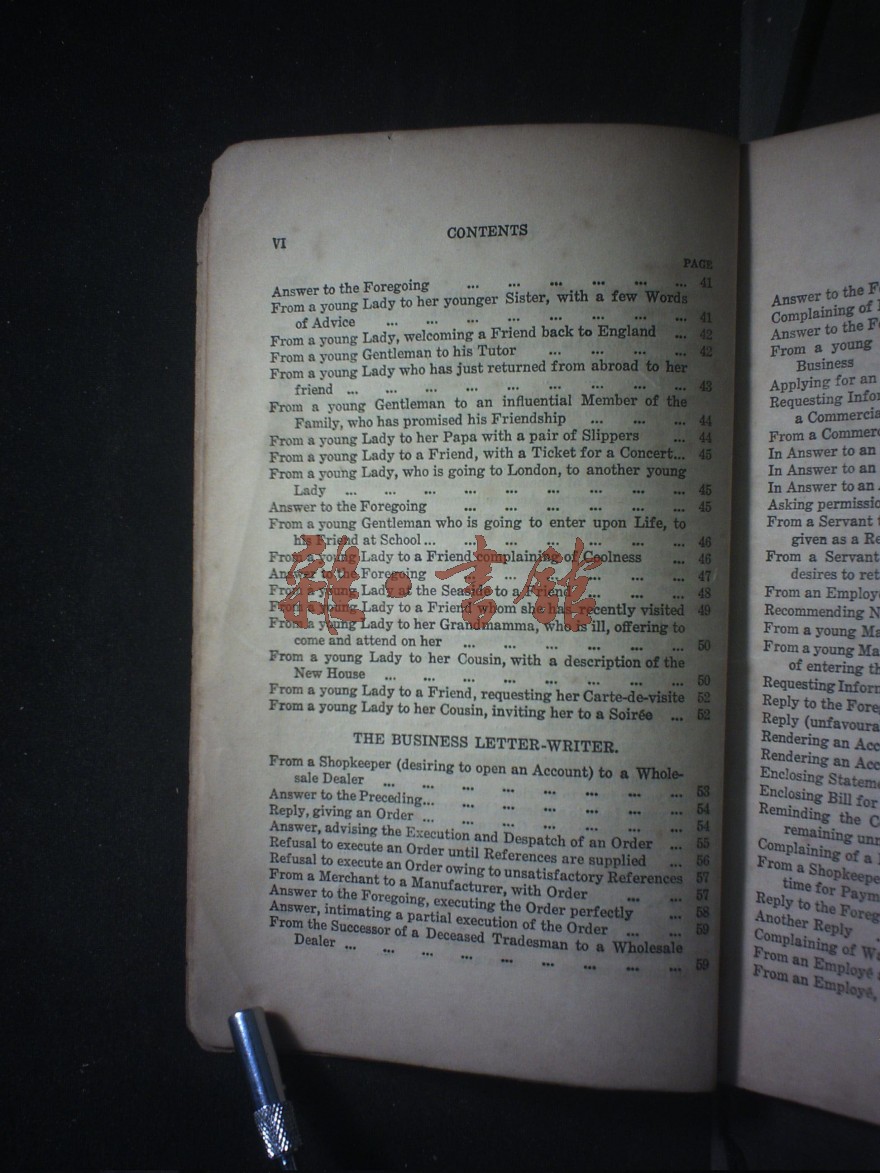 VI
CONTENTS
PAGE
Answer to the Foregoing ... ... ... ... ... ... 41
From a young Lady to her younger Sister, with a few Words
of Advice ... ... ... ... ... ... ... ... 41
From a young Lady, welcoming a Friend back to England ... 42
From a young Gentleman to his Tutor ... ... ... ... 42
From a young Lady who has just returned from abroad to her
friend ... ... ... ... ... ... ... ... ... 43
From a young Gentleman to an influential Member of the
Family, who has promised his Friendship ... ... ... 44
From a young Lady to her Papa with a pair of Slippers ... 44
From a young Lady to a Friend, with a Ticket for a Concert... 45
From a young Lady, who is going to London, to another young
Lady ... ... ... ... ... ... ... ... ... 45
Answer to the Foregoing ... ... ... ... ... ... 45
From a young Gentleman who is going to enter upon Life, to
his Friend at School... ... ... ... ... ... ... 46
From a young Lady to a Friend complaining of Coolness ... 46
Answer to the Foregoing ... ... ... ... ... ... 47
From a young Lady at the Seaside to a Friend ... ... ... 48
From a young Lady to a Friend whom she has recently visited 49
From a young Lady to her Grandmamma, who is ill, offering to
come and attend on her ... ... ... ... ... ... 50
From a young Lady to her Cousin, with a description of the
New House ... ... ... ... ... ... ... ... 50
From a young Lady to a Friend, requesting her Carte-de-visite 52
From a young Lady to her Cousin, inviting her to a Soirée ... 52
THE BUSINESS LETTER-WRITER.
From a Shopkeeper (desiring to open an Account) to a Whole-
sale Dealer ... ... ... ... ... ... ... ... 53
Answer to the Preceding... ... ... ... ... ... ... 54
Reply, giving an Order ... ... ... ... ... ... ... 54
Answer, advising the Execution and Despatch of an Order ... 55
Refusal to execute an Order until References are supplied ... 56
Refusal to execute an Order owing to unsatisfactory References 57
From a Merchant to a Manufacturer, with Order ... ... 57
Answer to the Foregoing, executing the Order perfectly ... 58
Answer, intimating a partial execution of the Order ... ... 59
From the Successor of a Deceased Tradesman to a Wholesale
Dealer ... ... ... ... ... ... ... ... ... 59
雜·書館
Answer to the
Complaining of
Answer to the
From a young
Business
Applying for an
Requesting
a
From a
In Answer to an
In Answer to an
In Answer to an
Asking
From a Servant
given as a
From a Servant
desires to
From an
Recommending
From a young
From a young
of entering
Requesting
Reply to the
Reply
Rendering an
Rendering an
Enclosing
Enclosing Bill for
Reminding the
remaining
Complaining of a
From a
time for
Reply to the
Another Reply
Complaining of
From an Employé
From an Employé,